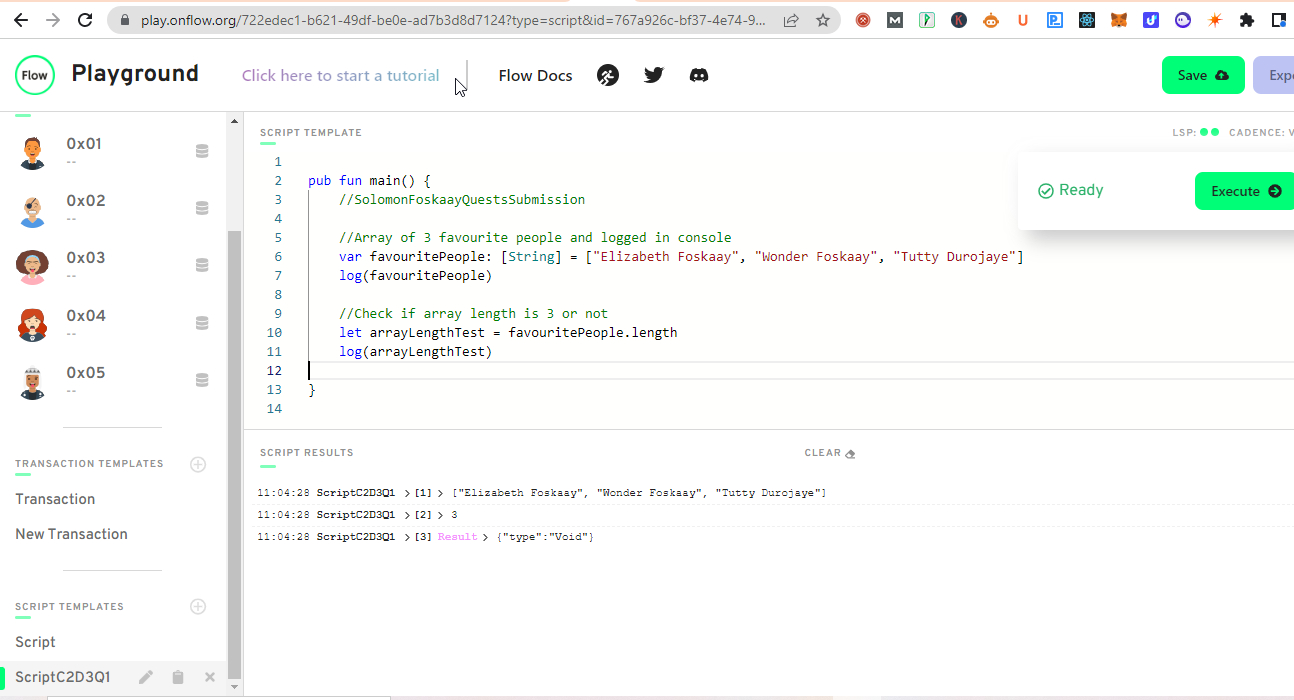 play.onflow.org/722edec1-b621-49df-be0e-ad7b3d8d7124?type=script&id=767a926c-bf37-4e74-9...
Flow Playground Click here to start a tutorial Flow Docs Save Expo
0x01
--
0x02
--
0x03
--
0x04
--
0x05
--
TRANSACTION TEMPLATES
Transaction
New Transaction
SCRIPT TEMPLATES
Script
ScriptC2D3Q1
SCRIPT TEMPLATE LSP: CADENCE: V
Ready Execute
1
2 pub fun main() {
3 //SolomonFoskaayQuestsSubmission
4
5 //Array of 3 favourite people and logged in console
6 var favouritePeople: [String] = ["Elizabeth Foskaay", "Wonder Foskaay", "Tutty Durojaye"]
7 log(favouritePeople)
8
9 //Check if array length is 3 or not
10 let arrayLengthTest = favouritePeople.length
11 log(arrayLengthTest)
12
13 }
14
SCRIPT RESULTS CLEAR
11:04:28 ScriptC2D3Q1 > [1] > ["Elizabeth Foskaay", "Wonder Foskaay", "Tutty Durojaye"]
11:04:28 ScriptC2D3Q1 > [2] > 3
11:04:28 ScriptC2D3Q1 > [3] Result > {"type":"Void"}